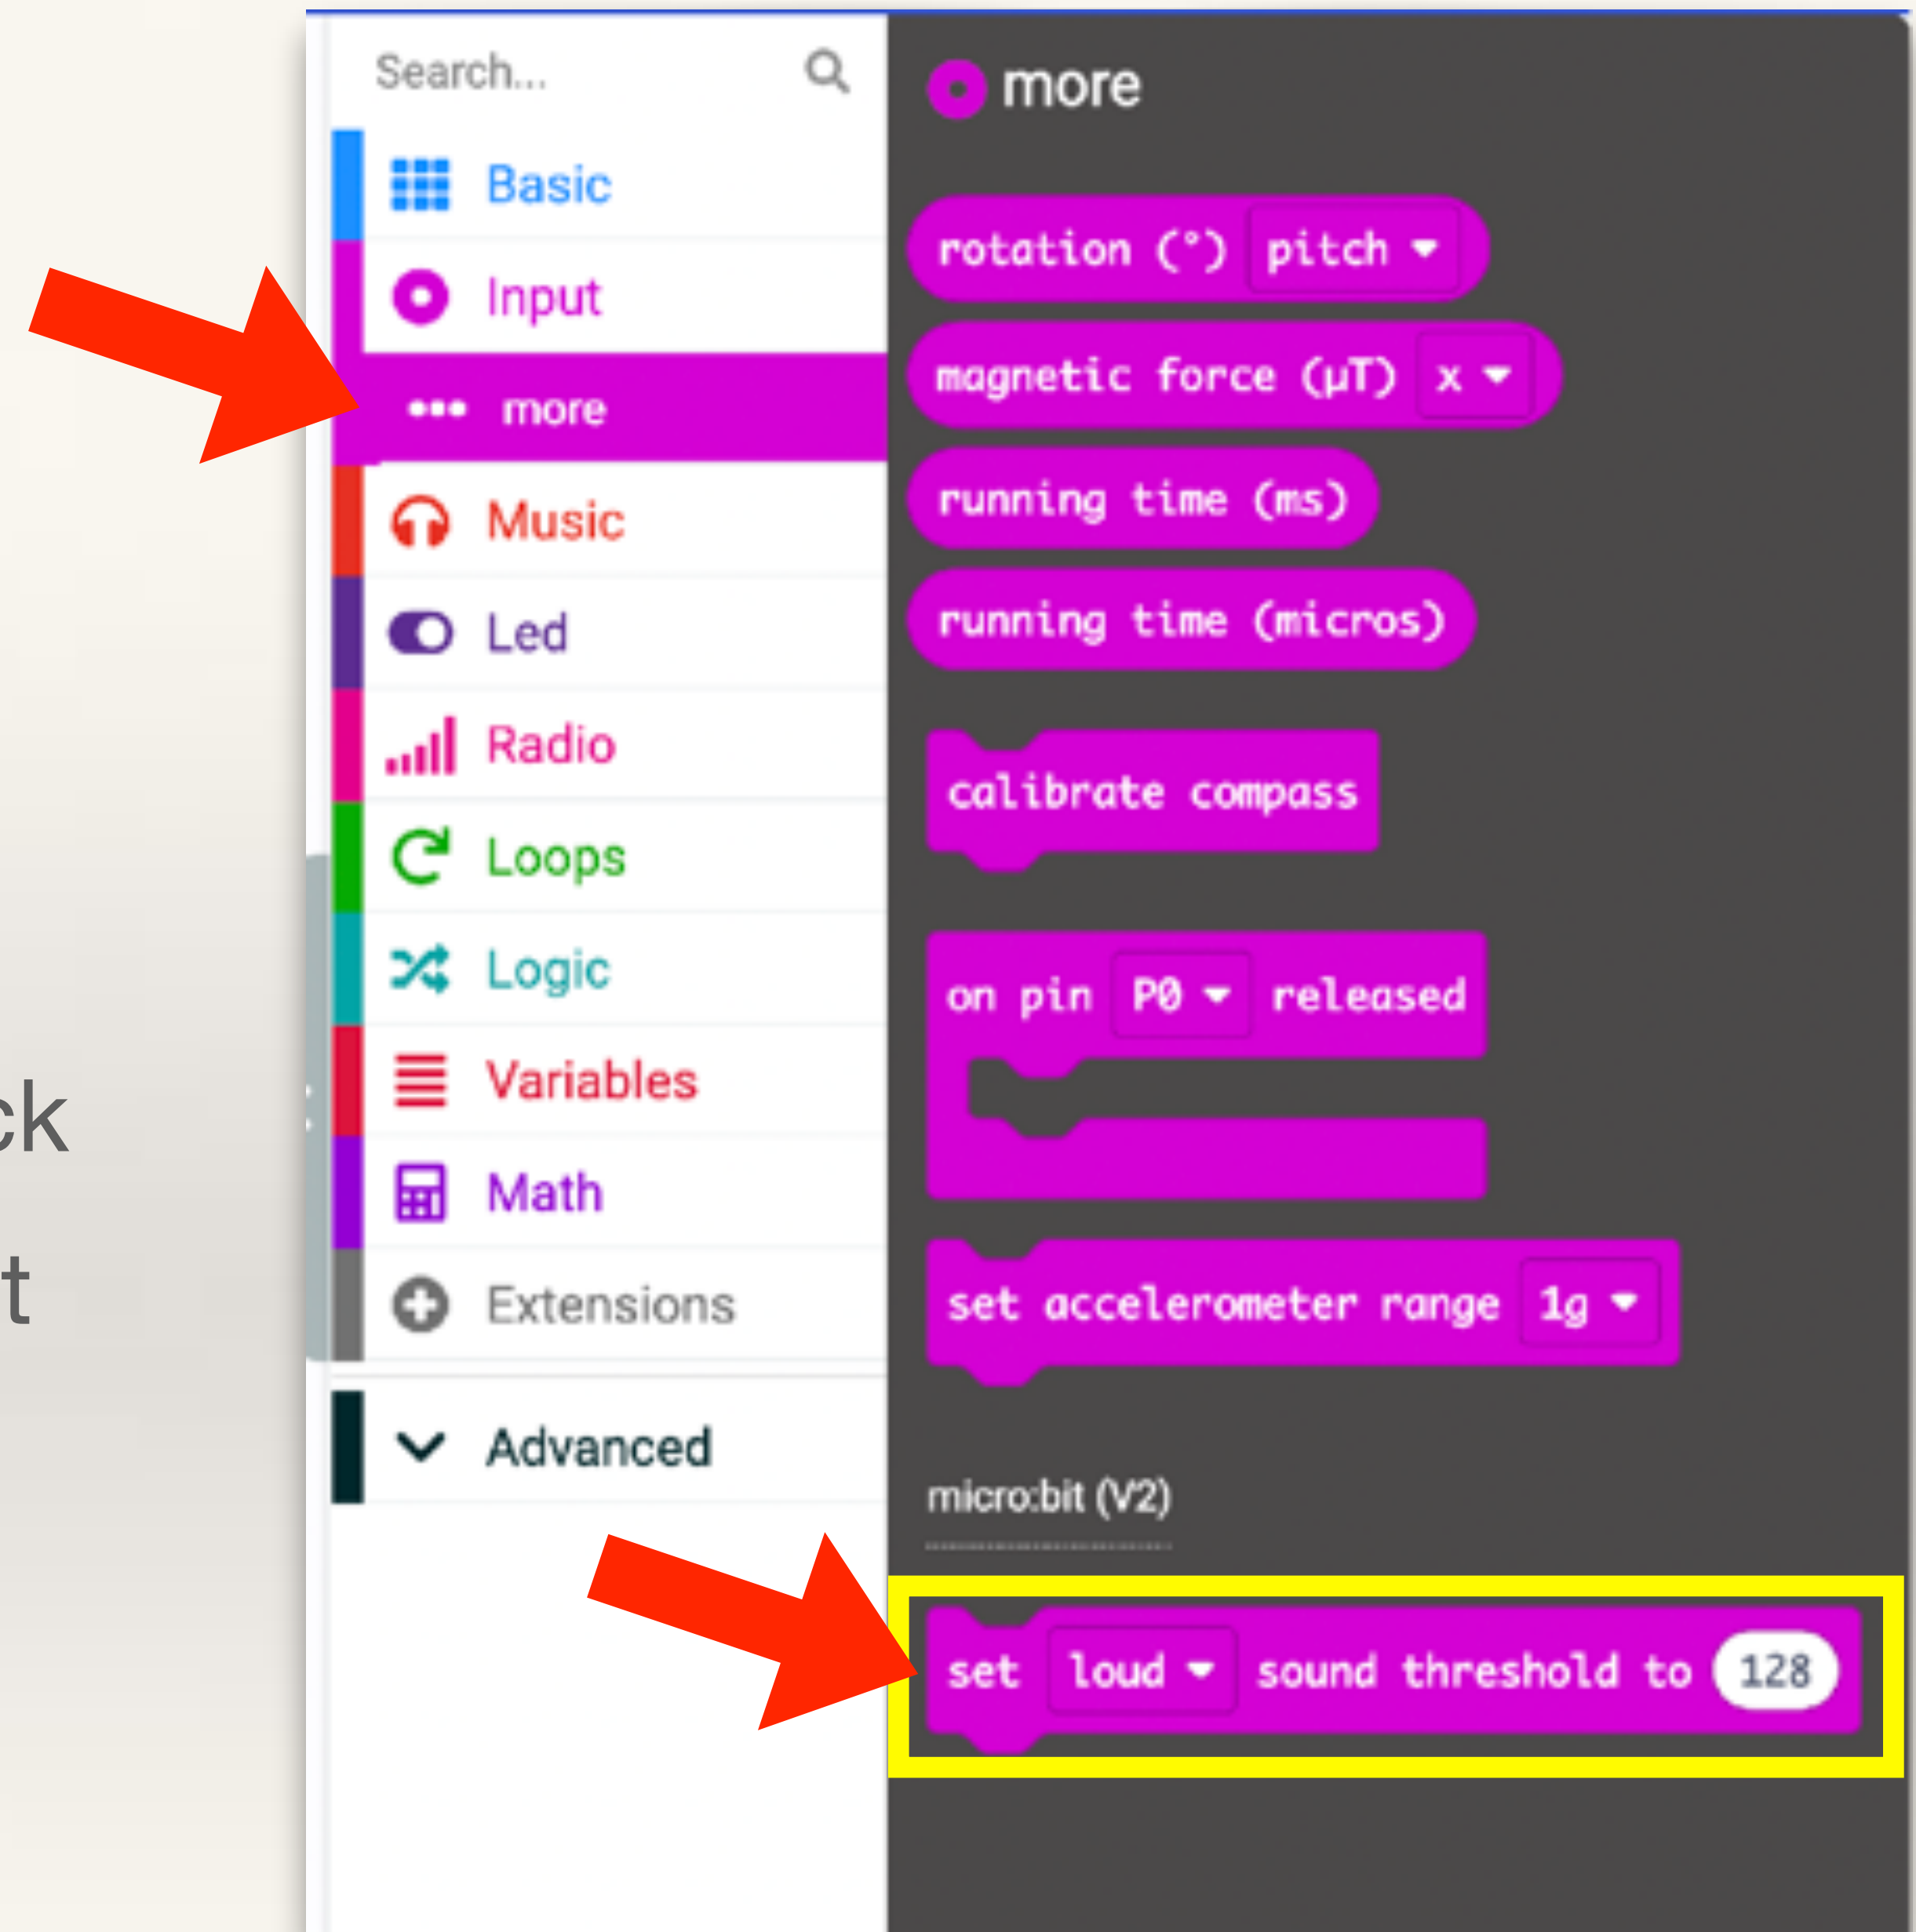 Search...
Basic
Input
more
Music
Led
Radio
Loops
Logic
Variables
Math
Extensions
Advanced
more
rotation (°) pitch
magnetic force (µT) x
running time (ms)
running time (micros)
calibrate compass
on pin P0 released
set accelerometer range 1g
micro:bit (V2)
set loud sound threshold to 128